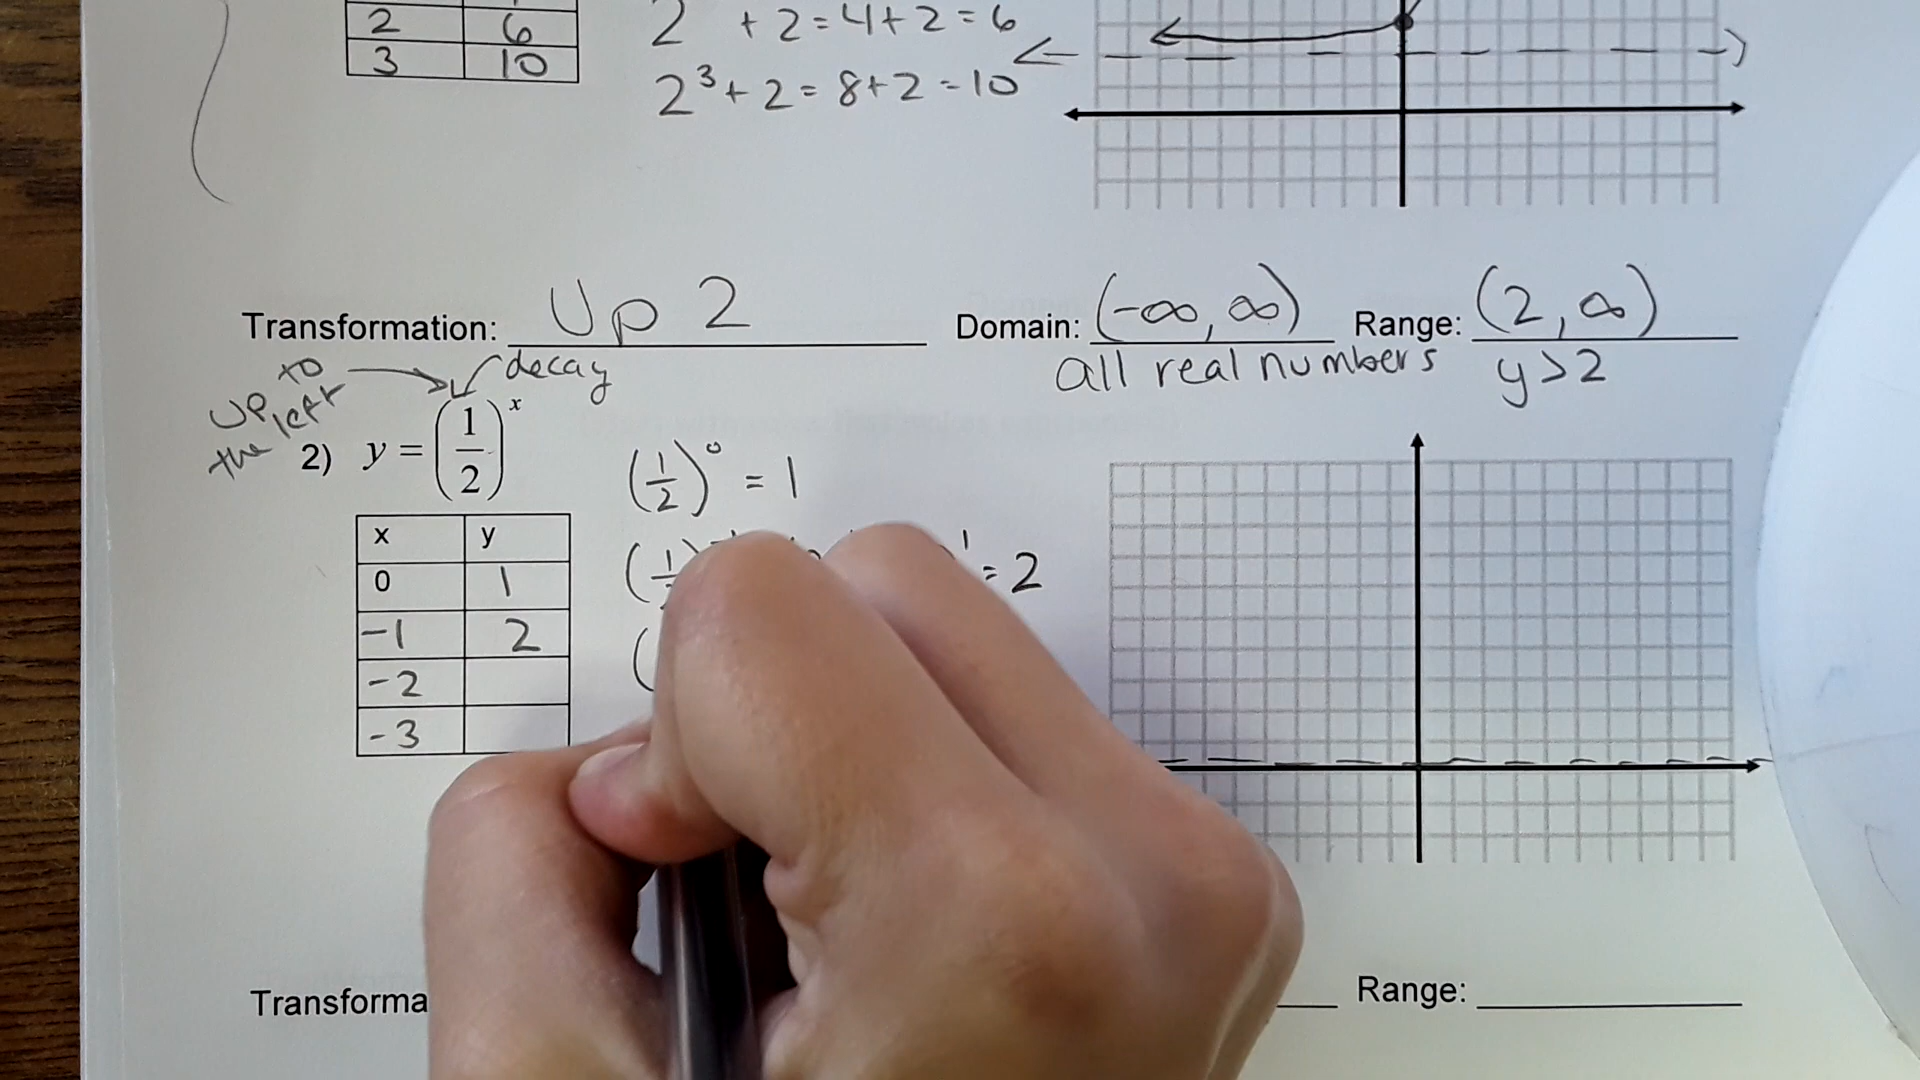 2 6 2 + 2 = 4 + 2 = 6
3 10 2³ + 2 = 8 + 2 = 10
Transformation: Up 2 Domain: (-∞, ∞) Range: (2, ∞)
all real numbers y > 2
up to the left decay
2) y = (1/2)^x
(1/2)^0 = 1
x y
0 1
= 2
-1 2
-2
-3
Transforma
Range: